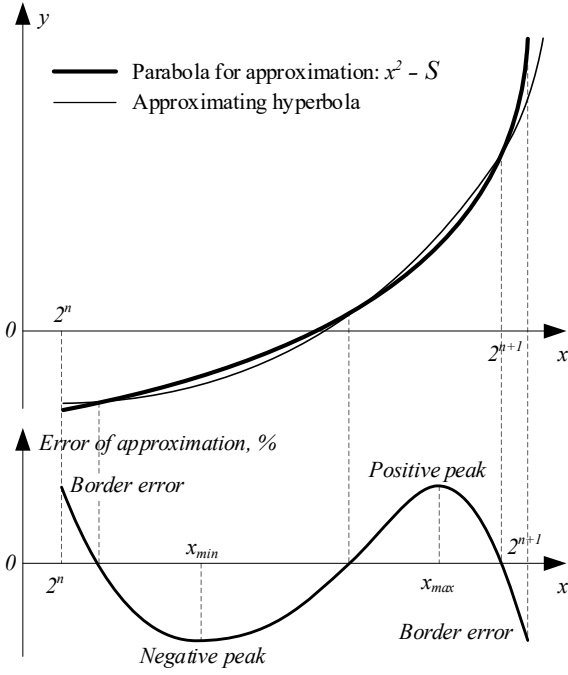 y
Parabola for approximation: x² – S
Approximating hyperbola
2ⁿ
0
2ⁿ⁺¹
x
Error of approximation, %
Positive peak
Border error
x_min
2ⁿ⁺¹
0
2ⁿ
x_max
x
Border error
Negative peak